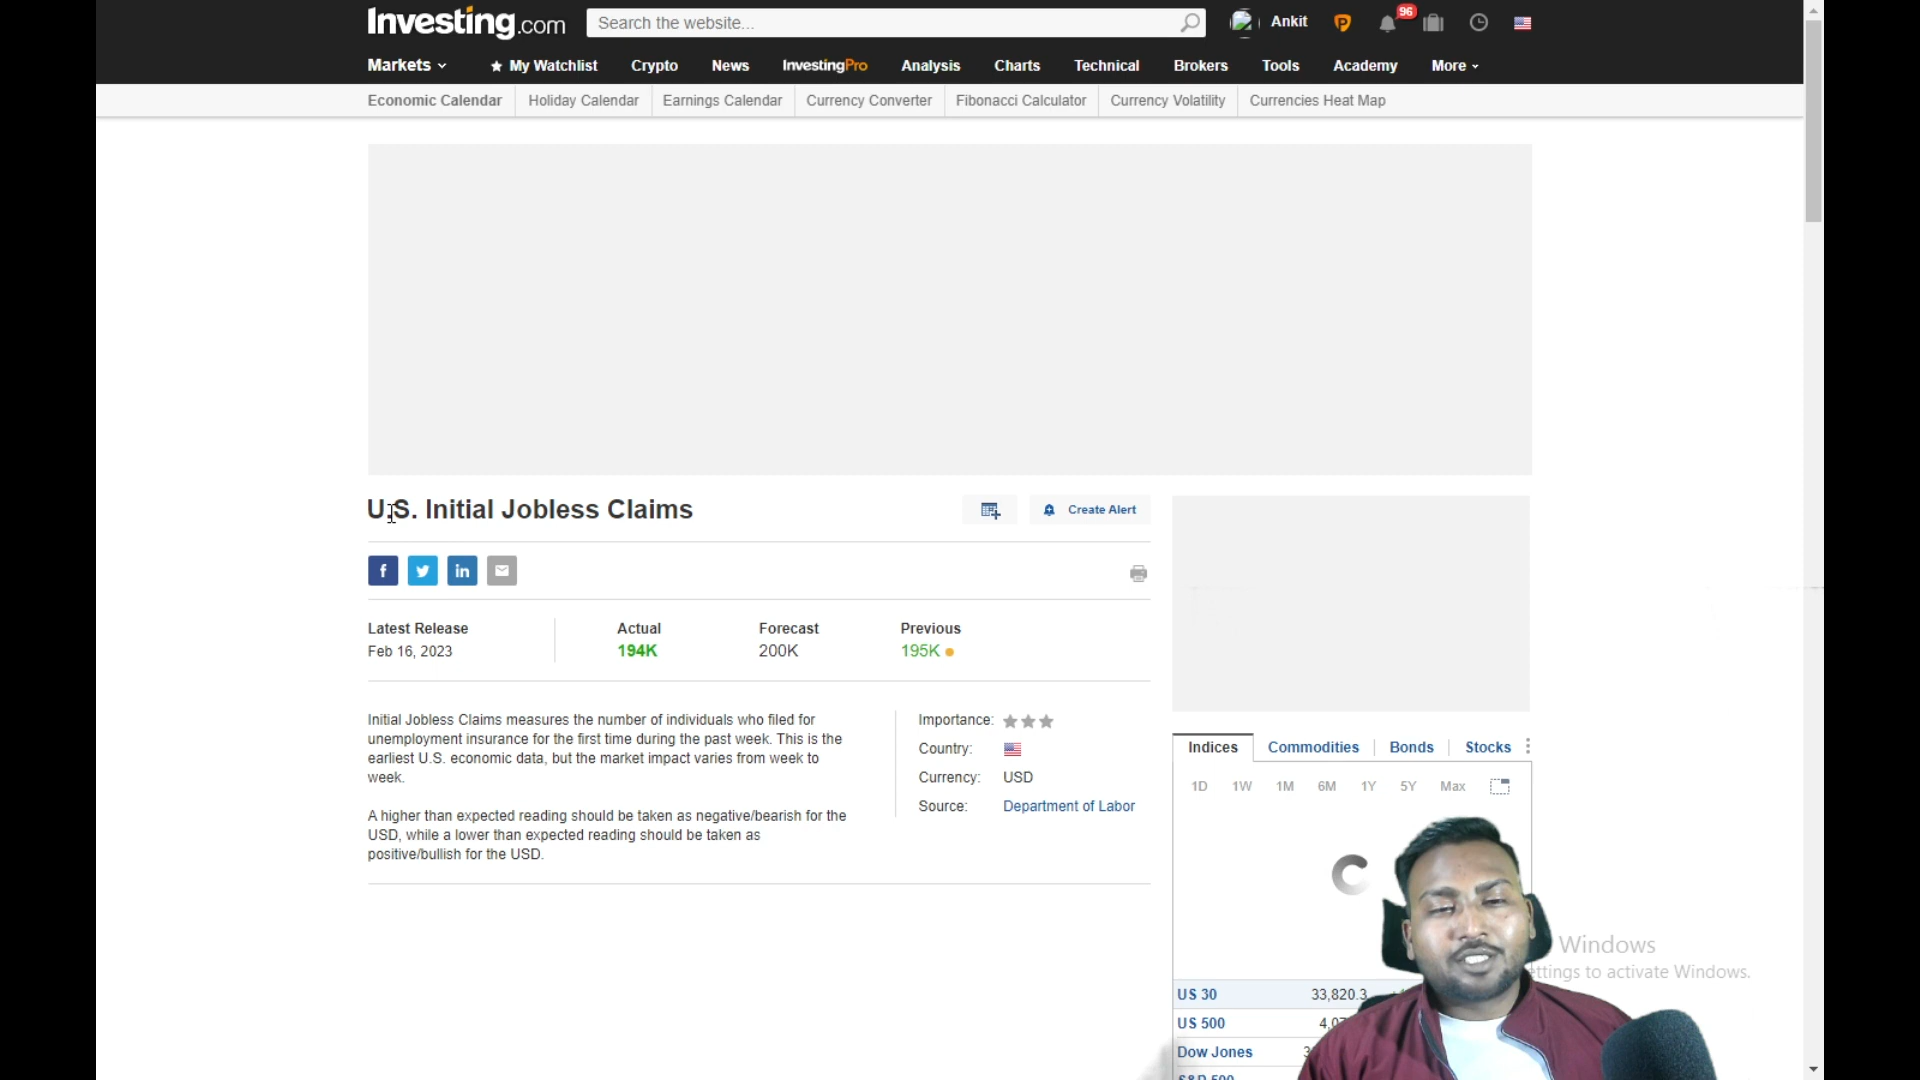 Investing.com
Search the website...
Ankit
96
Markets
My Watchlist
Crypto
News
InvestingPro
Analysis
Charts
Technical
Brokers
Tools
Academy
More
Economic Calendar
Holiday Calendar
Earnings Calendar
Currency Converter
Fibonacci Calculator
Currency Volatility
Currencies Heat Map
U.S. Initial Jobless Claims
Create Alert
Latest Release
Actual
Forecast
Previous
Feb 16, 2023
194K
200K
195K
Initial Jobless Claims measures the number of individuals who filed for
unemployment insurance for the first time during the past week. This is the
earliest U.S. economic data, but the market impact varies from week to
week.
A higher than expected reading should be taken as negative/bearish for the
USD, while a lower than expected reading should be taken as
positive/bullish for the USD.
Importance:
Country:
Currency: USD
Source: Department of Labor
Indices
Commodities
Bonds
Stocks
1D 1W 1M 6M 1Y 5Y Max
Windows
to activate Windows.
US 30 33,820.3
US 500
Dow Jones